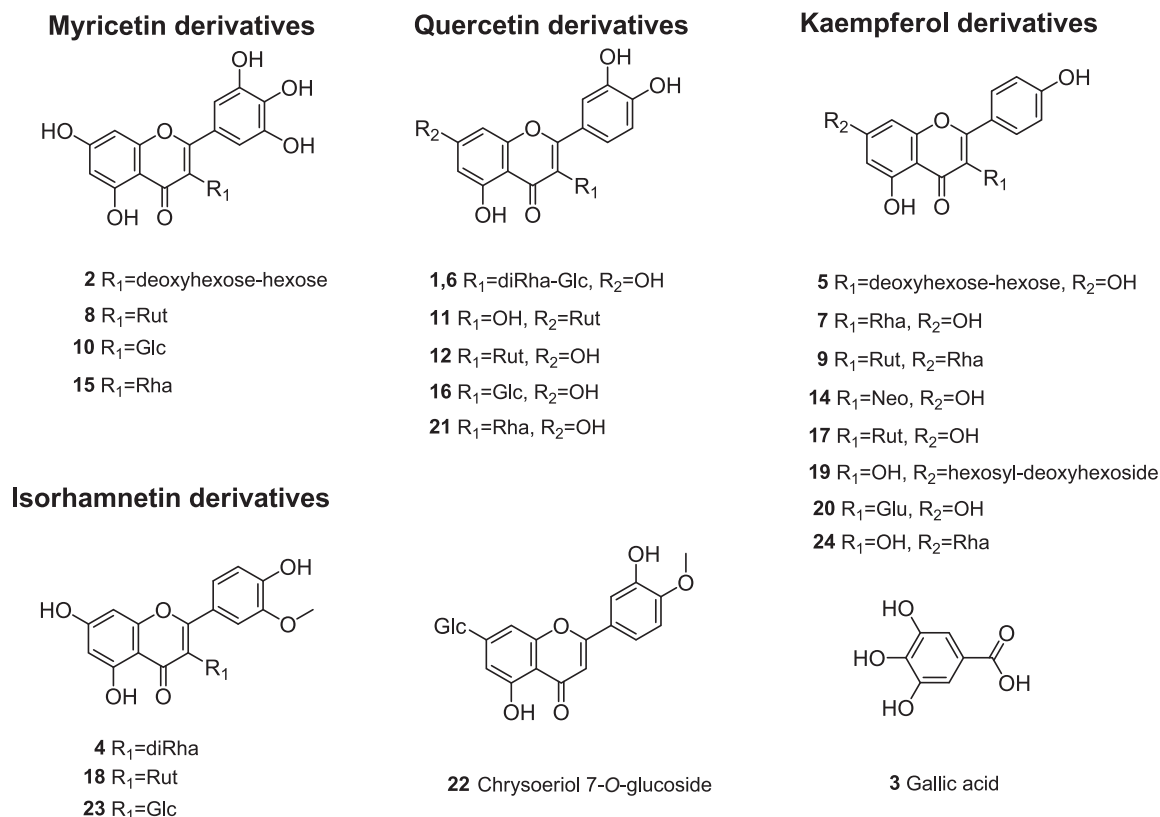 Myricetin derivatives
OH
OH
HO
O
OH
R₁
OH
O
2 R₁=deoxyhexose-hexose
8 R₁=Rut
10 R₁=Glc
15 R₁=Rha
Quercetin derivatives
HO
OH
R₂
O
R₁
OH
O
1,6 R₁=diRha-Glc, R₂=OH
11 R₁=OH, R₂=Rut
12 R₁=Rut, R₂=OH
16 R₁=Glc, R₂=OH
21 R₁=Rha, R₂=OH
Kaempferol derivatives
OH
R₂
O
R₁
OH
O
5 R₁=deoxyhexose-hexose, R₂=OH
7 R₁=Rha, R₂=OH
9 R₁=Rut, R₂=Rha
14 R₁=Neo, R₂=OH
17 R₁=Rut, R₂=OH
19 R₁=OH, R₂=hexosyl-deoxyhexoside
20 R₁=Glu, R₂=OH
24 R₁=OH, R₂=Rha
Isorhamnetin derivatives
OH
HO
O
O
R₁
OH
O
4 R₁=diRha
18 R₁=Rut
23 R₁=Glc
OH
O
Glc
O
OH
O
22 Chrysoeriol 7-O-glucoside
HO
O
HO
OH
HO
3 Gallic acid